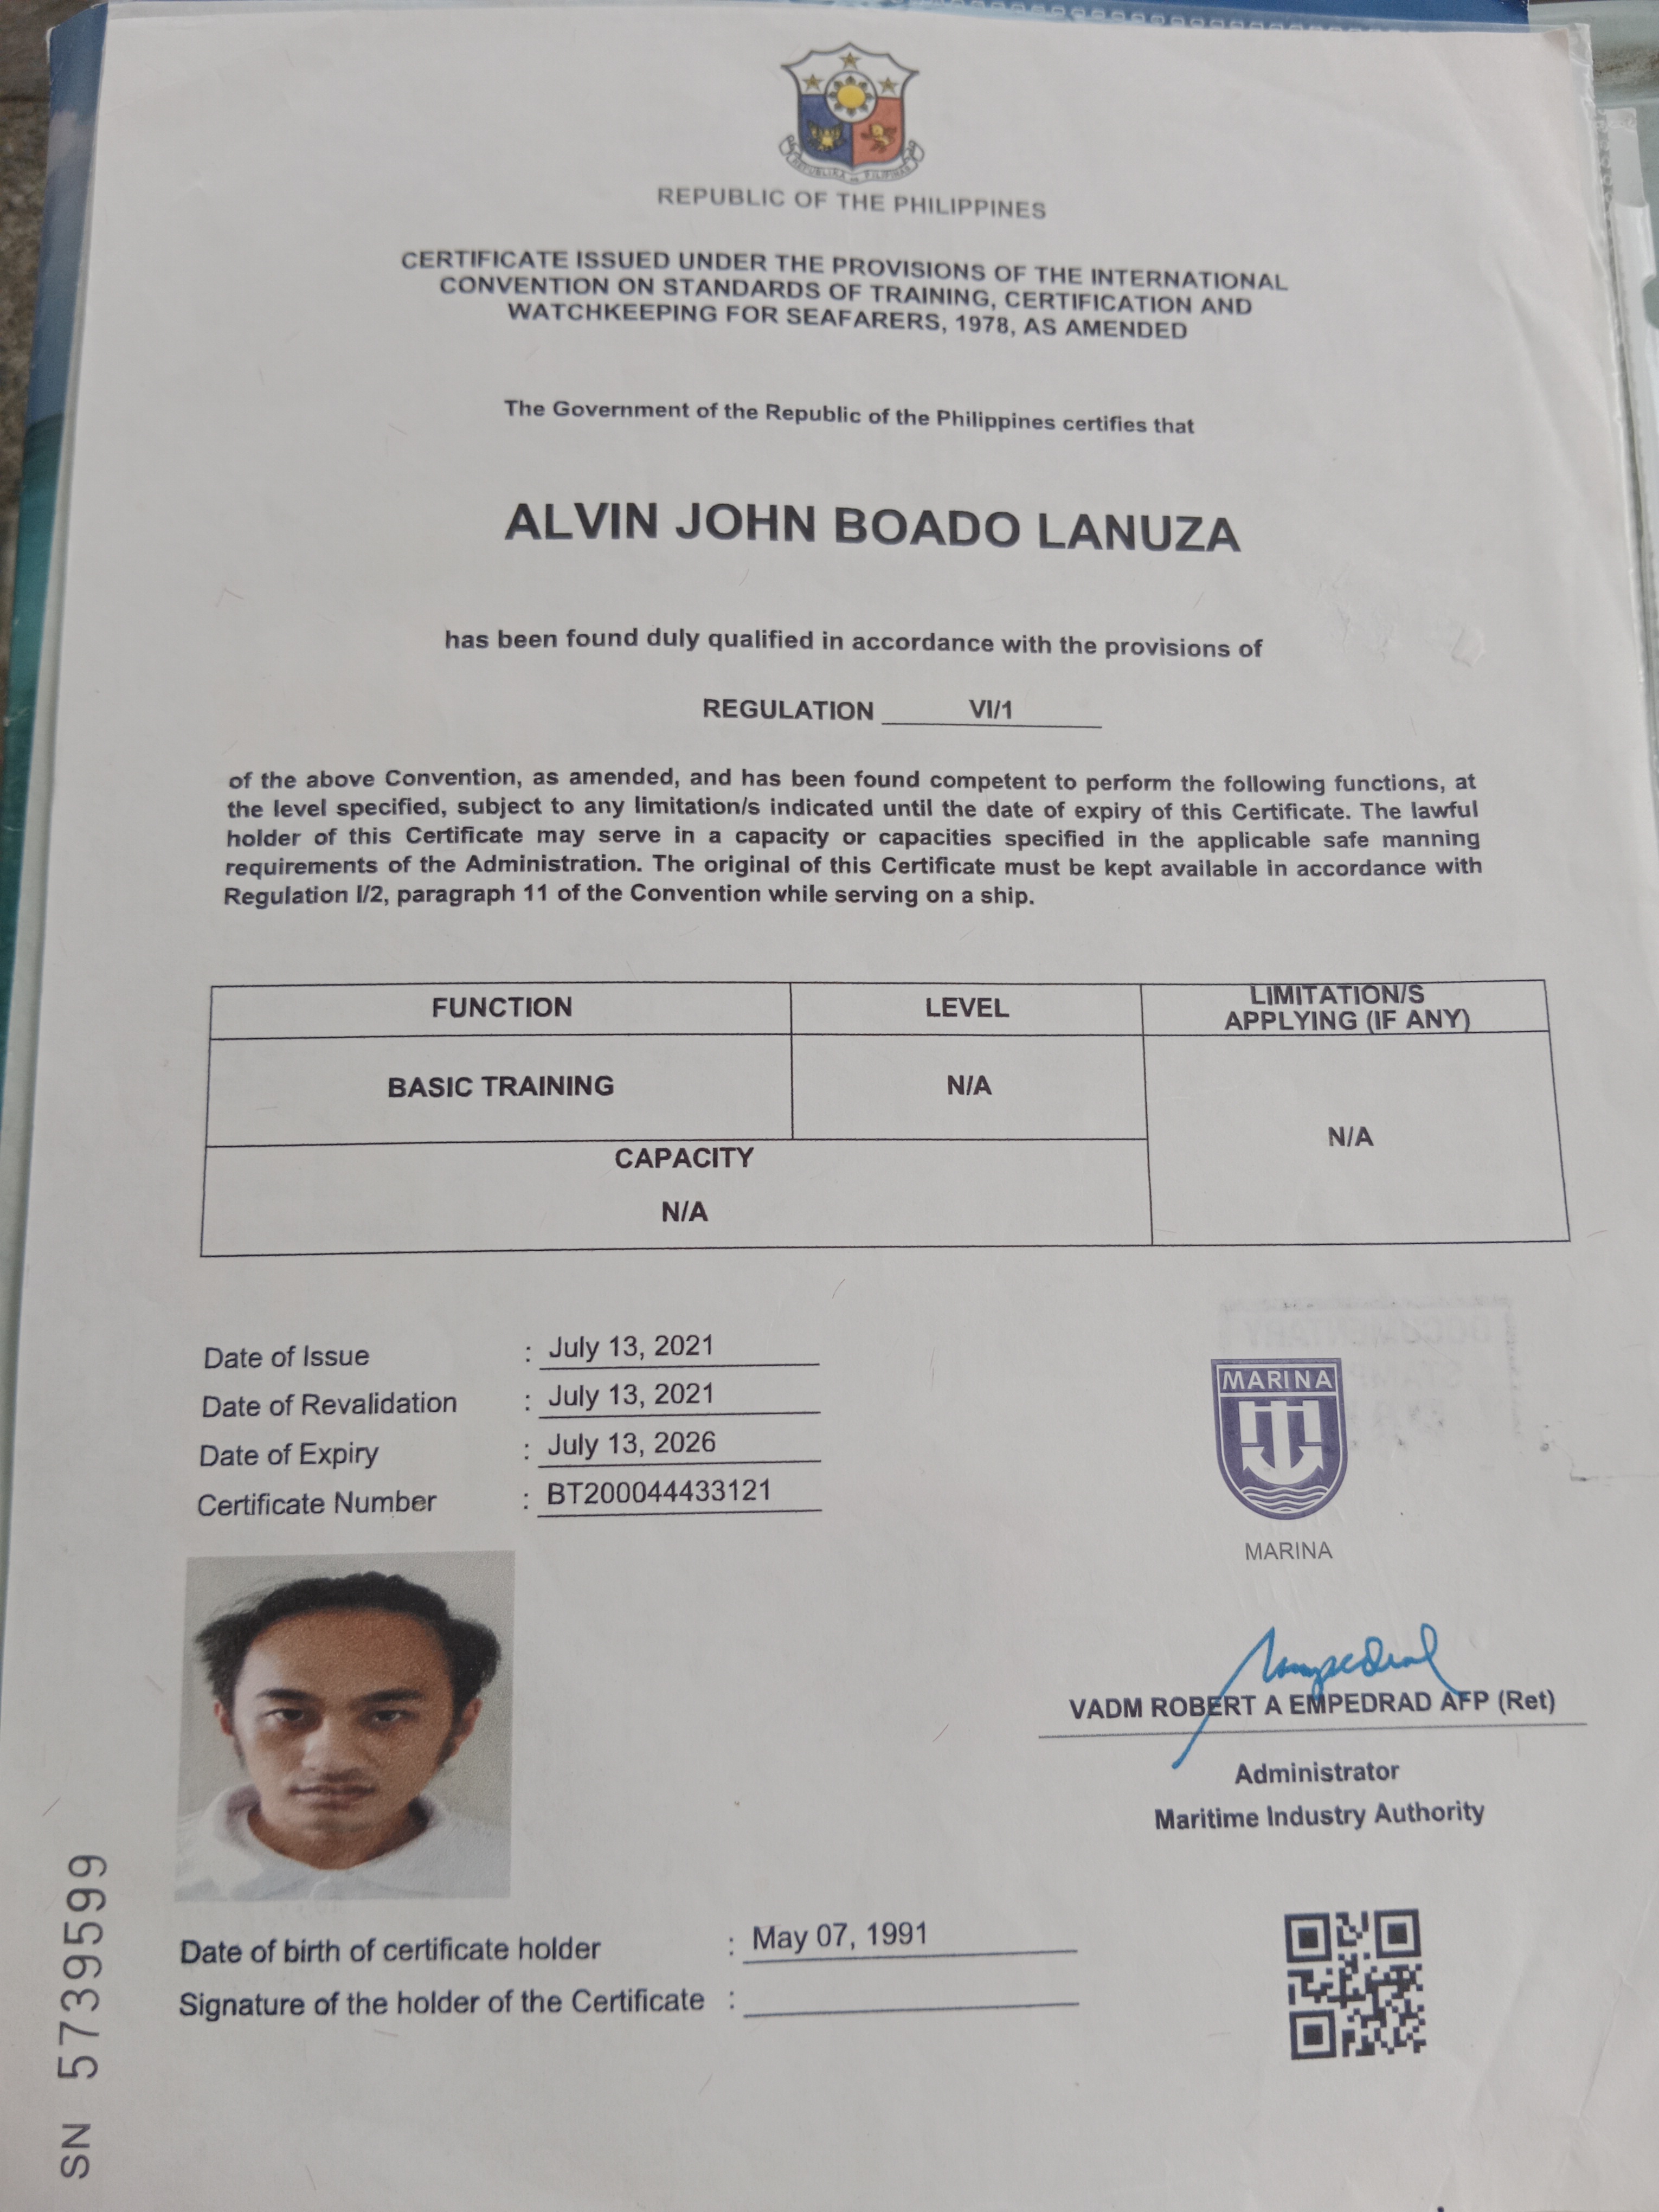 REPUBLIKA NG PILIPINAS
REPUBLIC OF THE PHILIPPINES
CERTIFICATE ISSUED UNDER THE PROVISIONS OF THE INTERNATIONAL
CONVENTION ON STANDARDS OF TRAINING, CERTIFICATION AND
WATCHKEEPING FOR SEAFARERS, 1978, AS AMENDED
The Government of the Republic of the Philippines certifies that
ALVIN JOHN BOADO LANUZA
has been found duly qualified in accordance with the provisions of
REGULATION VI/1
of the above Convention, as amended, and has been found competent to perform the following functions, at
the level specified, subject to any limitation/s indicated until the date of expiry of this Certificate. The lawful
holder of this Certificate may serve in a capacity or capacities specified in the applicable safe manning
requirements of the Administration. The original of this Certificate must be kept available in accordance with
Regulation I/2, paragraph 11 of the Convention while serving on a ship.
FUNCTION LEVEL LIMITATION/S
APPLYING (IF ANY)
BASIC TRAINING N/A
N/A
CAPACITY
N/A
Date of Issue : July 13, 2021
Date of Revalidation : July 13, 2021
Date of Expiry : July 13, 2026
Certificate Number : BT200044433121
DOCUMENTARY
STAMP
MARINA
MARINA
VADM ROBERT A EMPEDRAD AFP (Ret)
Administrator
Maritime Industry Authority
Date of birth of certificate holder : May 07, 1991
Signature of the holder of the Certificate :
SN 5739599